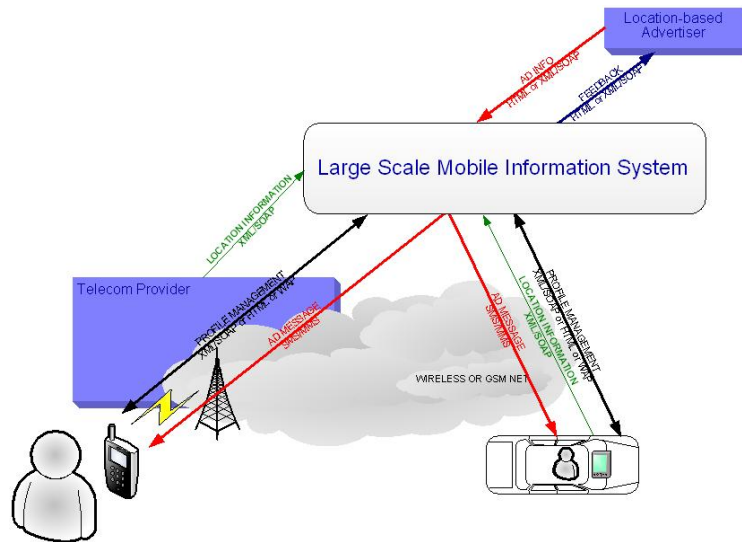 Location-based
Advertiser
AD INFO
HTML or XML/SOAP
FEEDBACK
HTML or XML/SOAP
Large Scale Mobile Information System
LOCATION INFORMATION
XML/SOAP
Telecom Provider
PROFILE MANAGEMENT
XML/SOAP or HTML or WAP
AD MESSAGE
SMS/MMS
AD MESSAGE
SMS/MMS
LOCATION INFORMATION
XML/SOAP
PROFILE MANAGEMENT
XML/SOAP or HTML or WAP
WIRELESS OR GSM NET